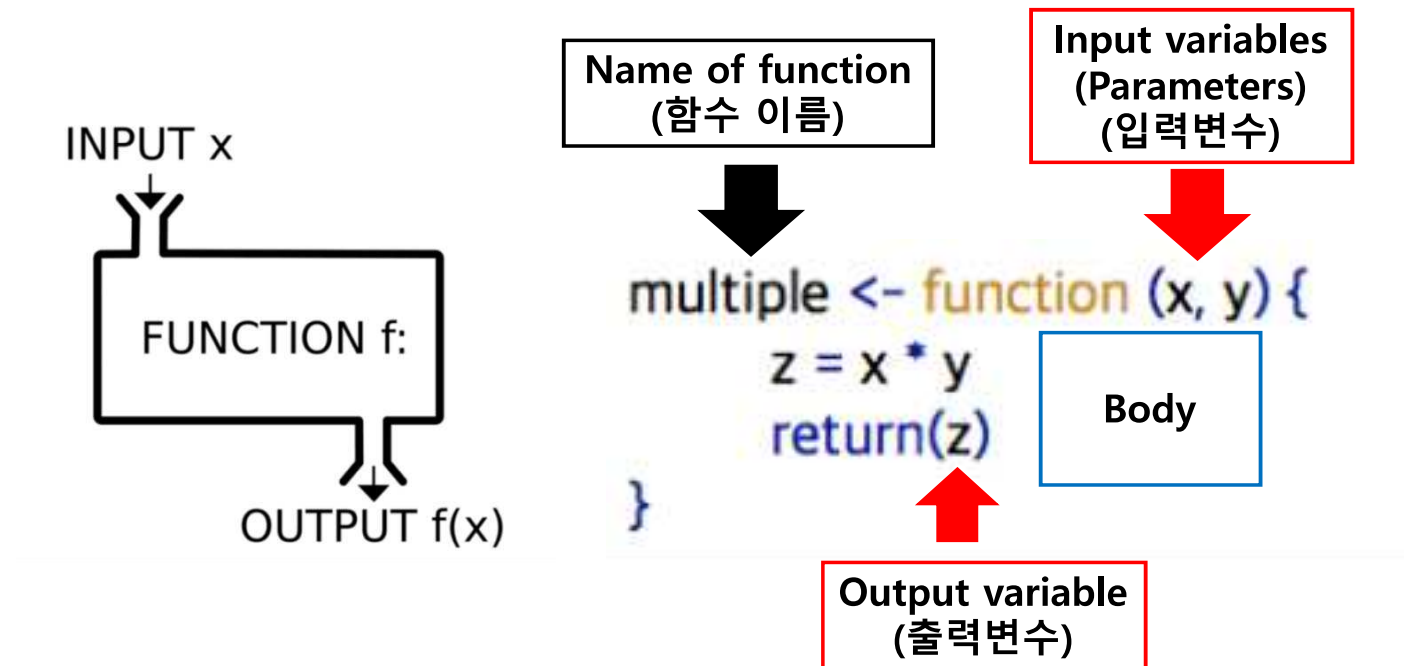 INPUT x
FUNCTION f:
OUTPUT f(x)
Name of function
(함수 이름)
Input variables
(Parameters)
(입력변수)
multiple <- function (x, y) {
z = x * y
return(z)
}
Body
Output variable
(출력변수)